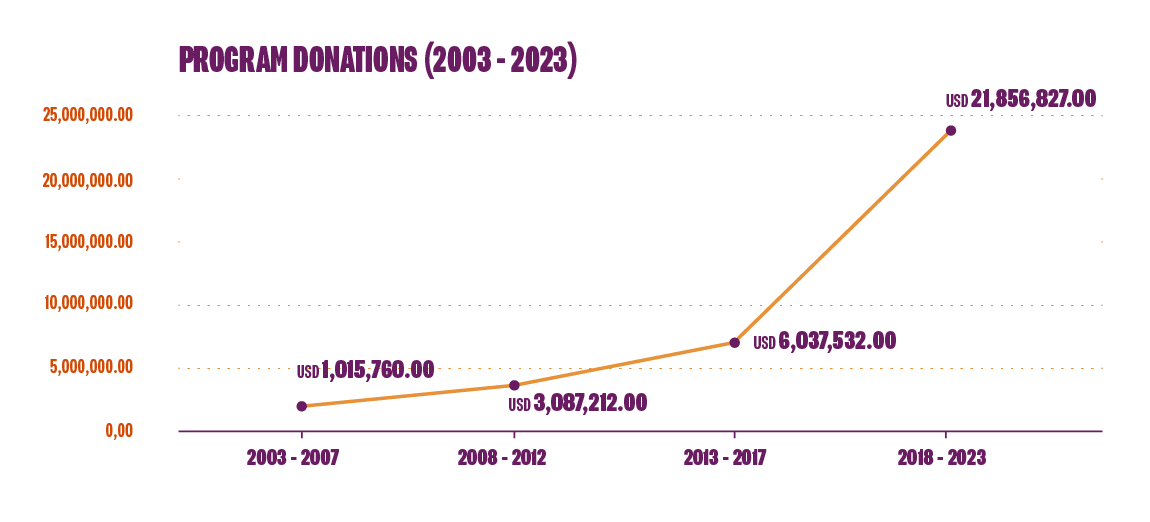 PROGRAM DONATIONS (2003 - 2023)
USD 21,856,827.00
25,000,000.00
20,000,000.00
15,000,000.00
10,000,000.00
USD 6,037,532.00
5,000,000.00
USD 1,015,760.00
USD 3,087,212.00
0,00
2003 - 2007
2008 - 2012
2013 - 2017
2018 - 2023